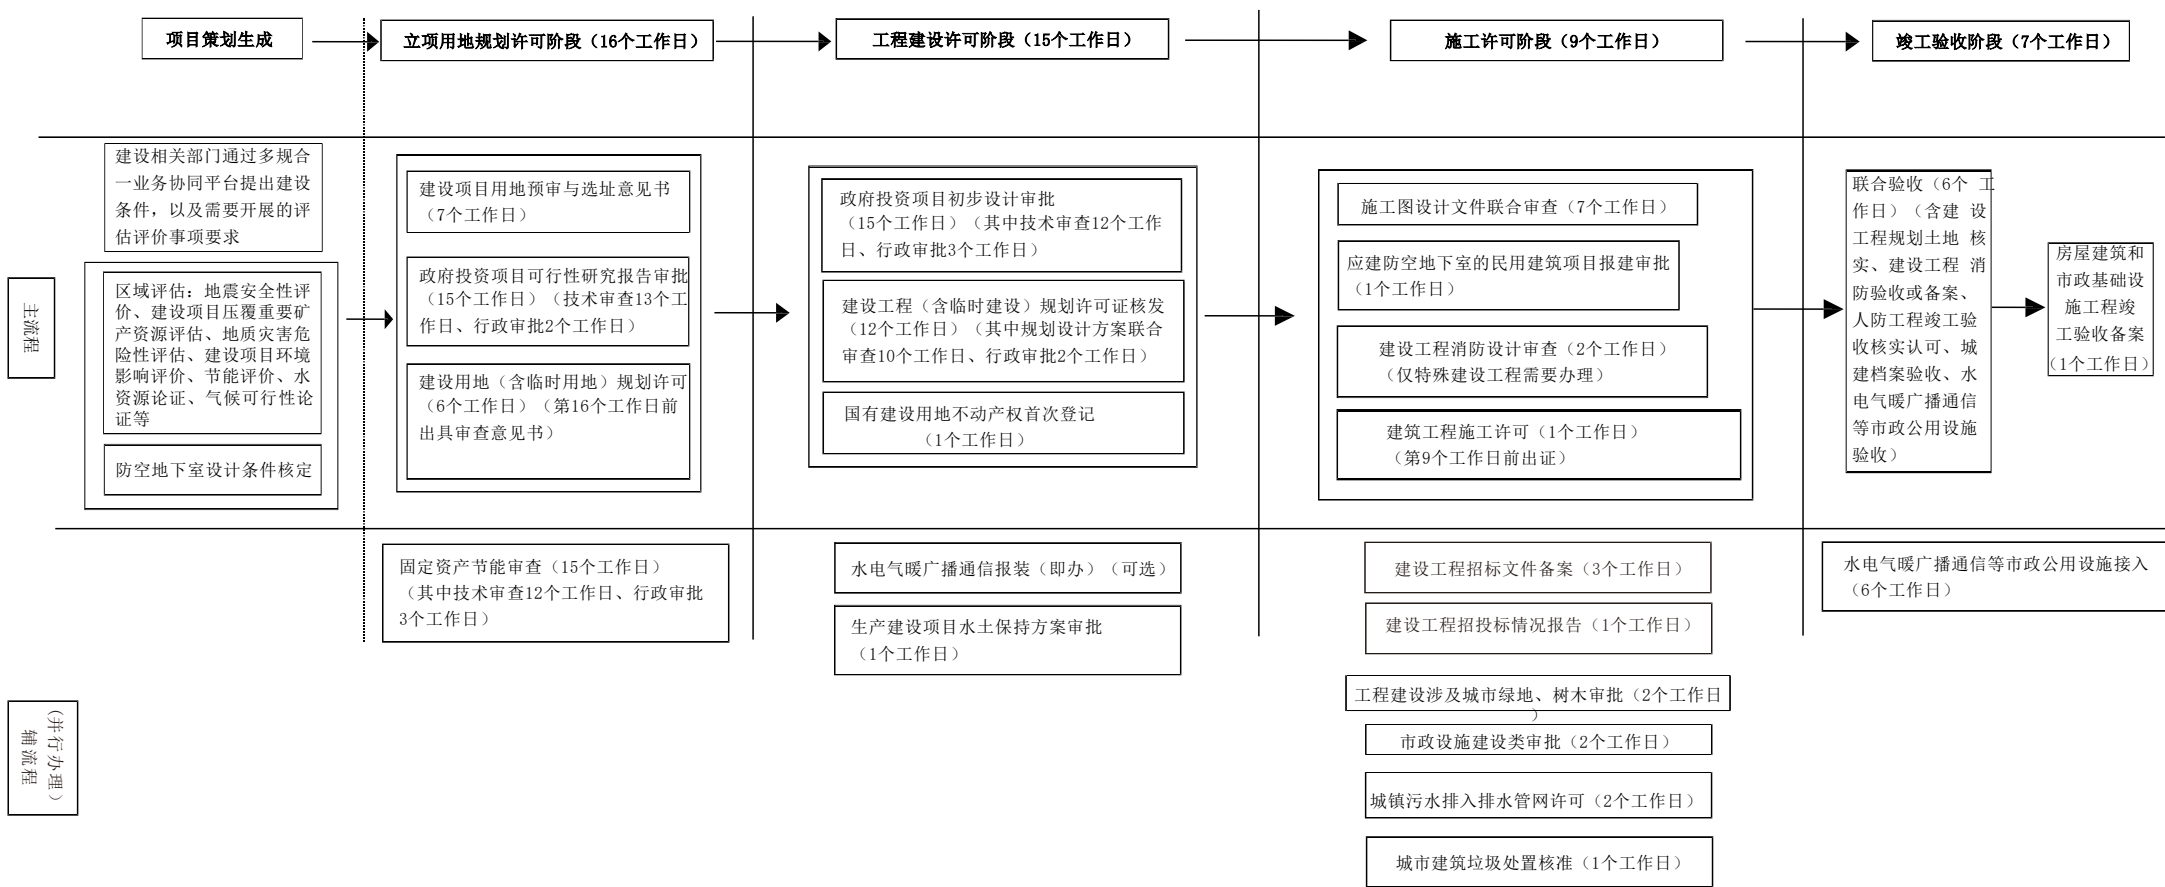 项目策划生成
立项用地规划许可阶段（16个工作日）
工程建设许可阶段（15个工作日）
施工许可阶段（9个工作日）
竣工验收阶段（7个工作日）
主流程
建设相关部门通过多规合
一业务协同平台提出建设
条件，以及需要开展的评
估评价事项要求
区域评估：地震安全性评
价、建设项目压覆重要矿
产资源评估、地质灾害危
险性评估、建设项目环境
影响评价、节能评价、水
资源论证、气候可行性论
证等
防空地下室设计条件核定
建设项目用地预审与选址意见书
（7个工作日）
政府投资项目可行性研究报告审批
（15个工作日）（技术审查13个工
作日、行政审批2个工作日）
建设用地（含临时用地）规划许可
（6个工作日）（第16个工作日前
出具审查意见书）
政府投资项目初步设计审批
（15个工作日）（其中技术审查12个工作
日、行政审批3个工作日）
建设工程（含临时建设）规划许可证核发
（12个工作日）（其中规划设计方案联合
审查10个工作日、行政审批2个工作日）
国有建设用地不动产权首次登记
（1个工作日）
施工图设计文件联合审查（7个工作日）
应建防空地下室的民用建筑项目报建审批
（1个工作日）
建设工程消防设计审查（2个工作日）
（仅特殊建设工程需要办理）
建筑工程施工许可（1个工作日）
（第9个工作日前出证）
联合验收（6个 工
作日）（含建 设
工程规划土地 核
实、建设工程 消
防验收或备案、
人防工程竣工验
收核实认可、城
建档案验收、水
电气暖广播通信
等市政公用设施
验收）
房屋建筑和
市政基础设
施工程竣
工验收备案
（1个工作日）
（并行办理）
辅流程
固定资产节能审查（15个工作日）
（其中技术审查12个工作日、行政审批
3个工作日）
水电气暖广播通信报装（即办）（可选）
生产建设项目水土保持方案审批
（1个工作日）
建设工程招标文件备案（3个工作日）
建设工程招投标情况报告（1个工作日）
工程建设涉及城市绿地、树木审批（2个工作日
）
市政设施建设类审批（2个工作日）
城镇污水排入排水管网许可（2个工作日）
城市建筑垃圾处置核准（1个工作日）
水电气暖广播通信等市政公用设施接入
（6个工作日）